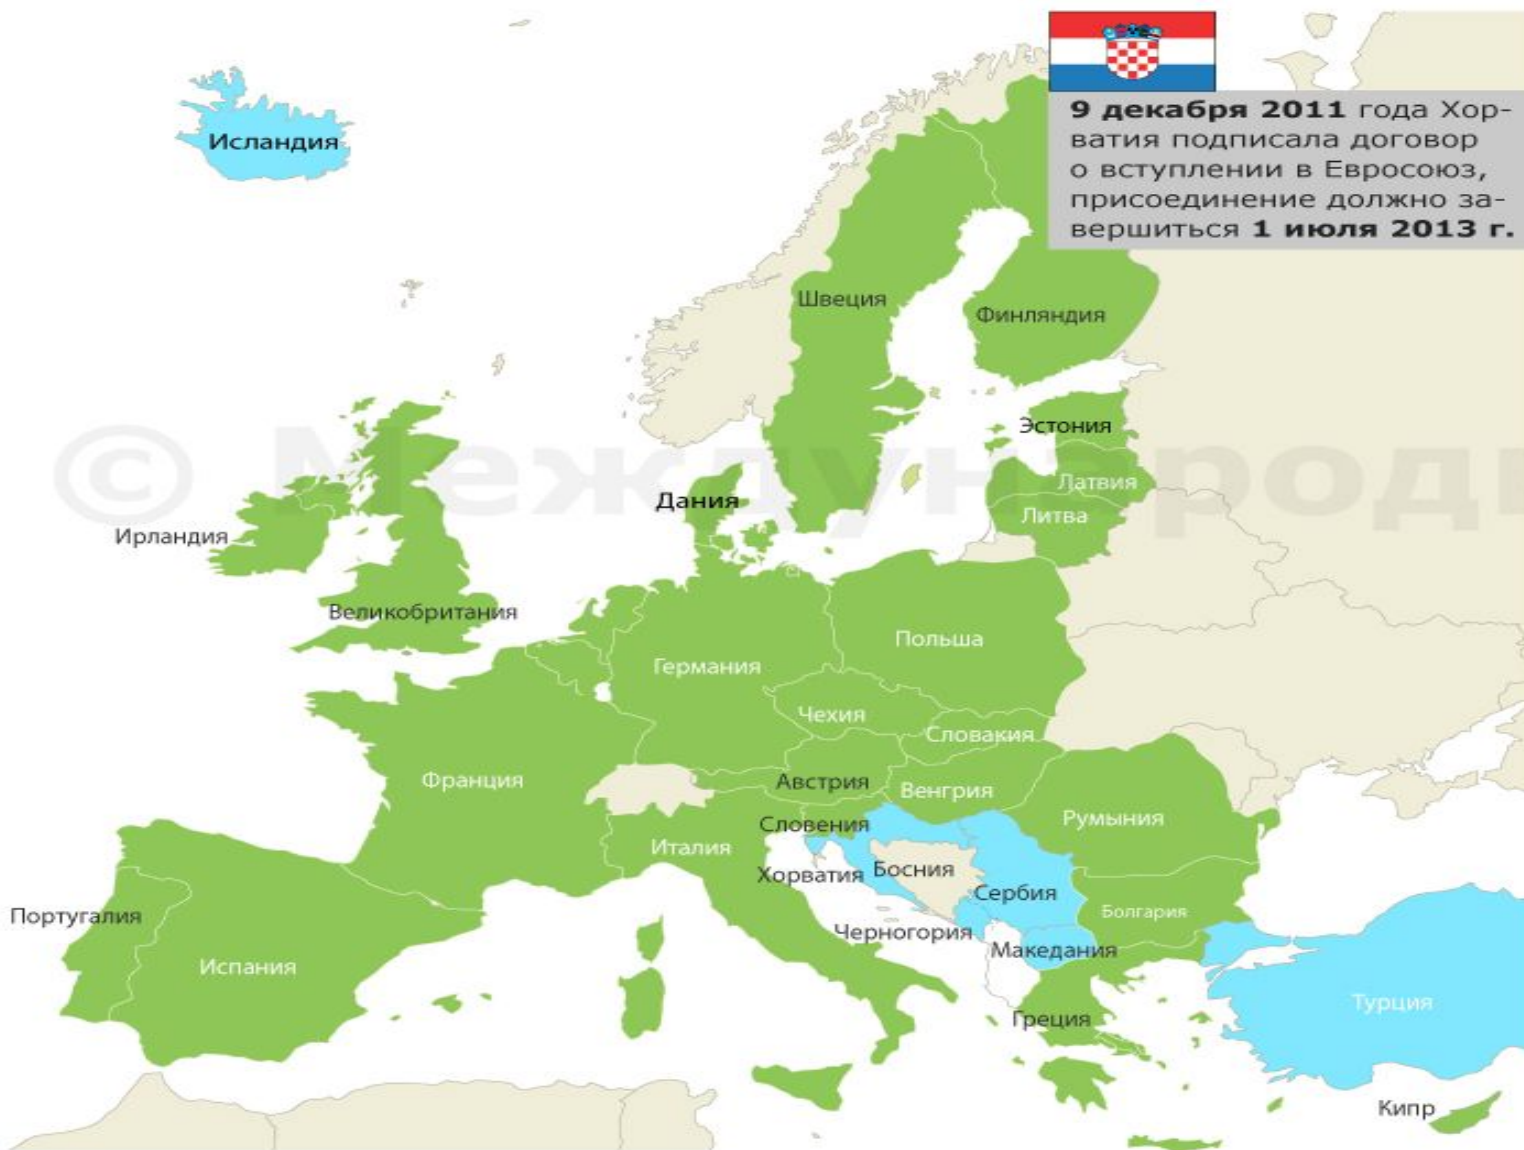 9 декабря 2011 года Хор-
ватия подписала договор
о вступлении в Евросоюз,
присоединение должно за-
вершиться 1 июля 2013 г.
Исландия
Швеция
Финляндия
Эстония
Латвия
Литва
Дания
Ирландия
Великобритания
Польша
Германия
Чехия
Словакия
Франция
Австрия
Венгрия
Словения
Румыния
Италия
Хорватия
Босния
Сербия
Португалия
Болгария
Черногория
Македания
Испания
Турция
Греция
Кипр
© Международн